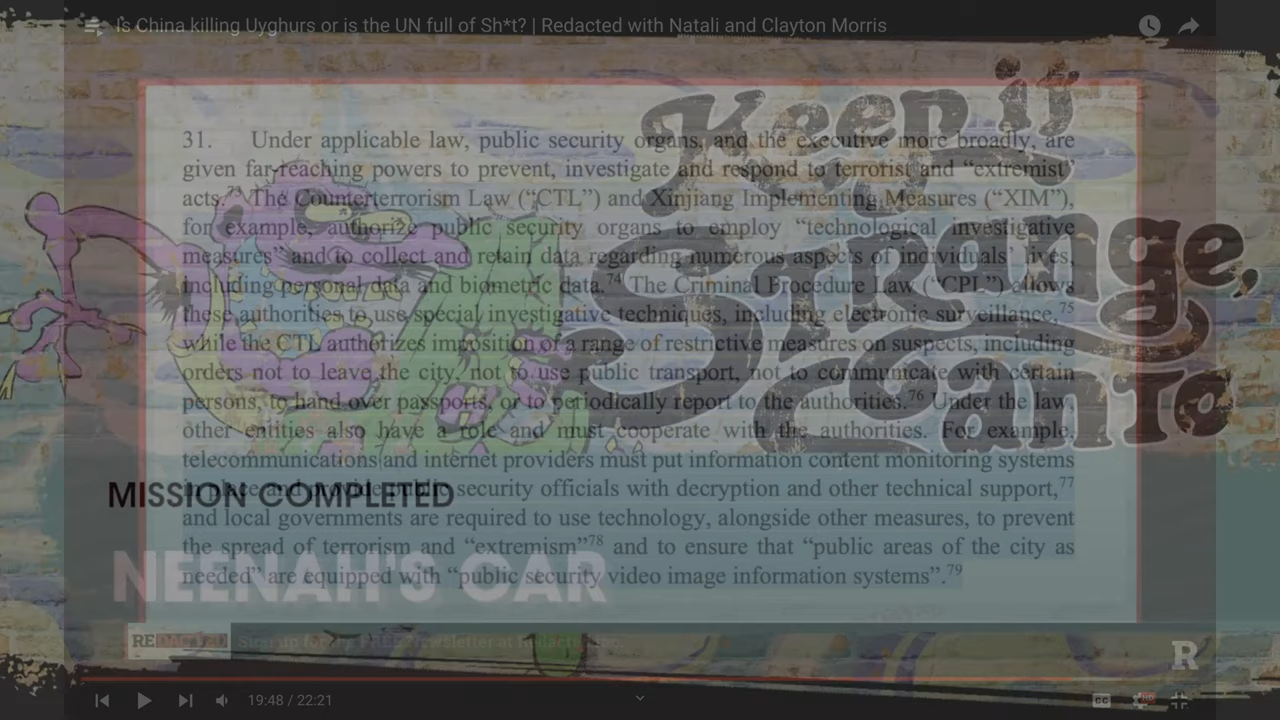 Is China killing Uyghurs or is the UN full of Sh*t? | Redacted with Natali and Clayton Morris
Keep it
Strange,
Canto
31. Under applicable law, public security organs, and the executive more broadly, are
given far-reaching powers to prevent, investigate and respond to terrorist and “extremist”
acts.73 The Counterterrorism Law (“CTL”) and Xinjiang Implementing Measures (“XIM”),
for example, authorize public security organs to employ “technological investigative
measures” and to collect and retain data regarding numerous aspects of individuals’ lives,
including personal data and biometric data.74 The Criminal Procedure Law (“CPL”) allows
these authorities to use special investigative techniques, including electronic surveillance,75
while the CTL authorizes imposition of a range of restrictive measures on suspects, including
orders not to leave the city, not to use public transport, not to communicate with certain
persons, to hand over passports, or to periodically report to the authorities.76 Under the law,
other entities also have a role and must cooperate with the authorities. For example,
telecommunications and internet providers must put information content monitoring systems
security officials with decryption and other technical support,77
and local governments are required to use technology, alongside other measures, to prevent
the spread of terrorism and “extremism”78 and to ensure that “public areas of the city as
needed” are equipped with “public security video image information systems”.79
MISSION COMPLETED
NEENAH'S CAR
REDACTED Sign up for our FREE Newsletter at
R
19:48 / 22:21
CC
HD